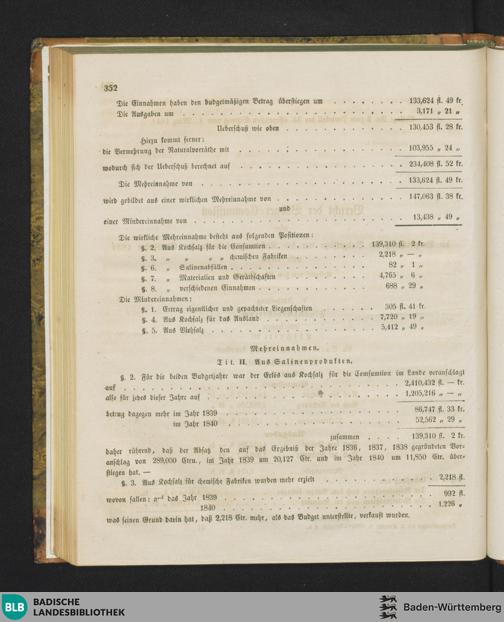 352
Die Einnahmen haben den budgetmäßigen Betrag überstiegen um . . . 133,624 fl. 49 kr.
Die Ausgaben um . . . 3,171 „ 21 „
Ueberschuß wie oben . . . 130,453 fl. 28 kr.
Hiezu kommt ferner:
die Vermehrung der Naturalvorräthe mit . . . 103,955 „ 24 „
wodurch sich der Ueberschuß berechnet auf . . . 234,408 fl. 52 kr.
Die Mehreinnahme von . . . 133,624 fl. 49 kr.
wird gebildet aus einer wirklichen Mehreinnahme von . . . 147,063 fl. 38 kr.
und
einer Mindereinnahme von . . . 13,438 „ 49 „
Die wirkliche Mehreinnahme besteht aus folgenden Positionen:
§. 2. Aus Kochsalz für die Consumtion . . . 139,310 fl. 2 kr.
§. 3. „ „ „ „ chemischen Fabriken . . . 2,218 „ — „
§. 6. „ Salinenabfällen . . . 82 „ 1 „
§. 7. „ Materialien und Geräthschaften . . . 4,765 „ 6 „
§. 8. „ verschiedenen Einnahmen . . . 688 „ 29 „
Die Mindereinnahmen:
§. 1. Ertrag eigenthlicher und gepachteter Liegenschaften . . . 305 fl. 41 kr.
§. 4. Aus Kochsalz für das Ausland . . . 7,720 „ 19 „
§. 5. Aus Viehsalz . . . 5,412 „ 49 „
Mehreinnahmen.
Tit. II. Aus Salinenprodukten.
§. 2. Für die beiden Budgetjahre war der Erlös aus Kochsalz für die Comsumtion im Lande veranschlagt
auf . . . 2,410,432 fl. — kr.
also für jedes dieser Jahre auf . . . 1,205,216 „ — „
betrug dagegen mehr im Jahr 1839 . . . 86,747 fl. 33 kr.
im Jahr 1840 . . . 52,562 „ 29 „
zusammen . . . 139,310 fl. 2 kr.
daher rührend, daß der Absatz den auf das Ergebniß der Jahre 1836, 1837, 1838 gegründeten Vor-
anschlag von 289,000 Ctrn., im Jahr 1839 um 20,127 Ctr. und im Jahr 1840 um 11,850 Ctr. über-
stiegen hat. —
§. 3. Aus Kochsalz für chemische Fabriken wurden mehr erzielt . . . 2,218 fl.
wovon fallen: auf das Jahr 1839 . . . 992 fl.
1840 . . . 1,226 „
was seinen Grund darin hat, daß 2,218 Ctr. mehr, als das Budget unterstellte, verkauft wurden.
BLB
BADISCHE
LANDESBIBLIOTHEK
Baden-Württemberg